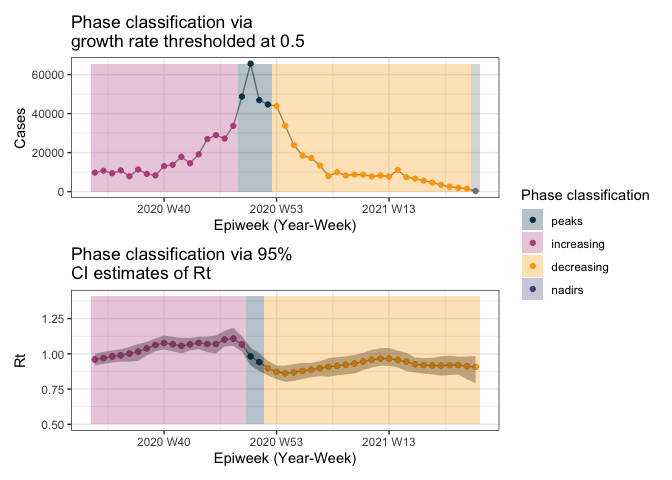 Phase classification via
growth rate thresholded at 0.5
60000
40000
20000
0
Cases
2020 W40
2020 W53
2021 W13
Epiweek (Year-Week)
Phase classification via 95%
CI estimates of Rt
1.25
1.00
0.75
0.50
Rt
2020 W40
2020 W53
2021 W13
Epiweek (Year-Week)
Phase classification
peaks
increasing
decreasing
nadirs